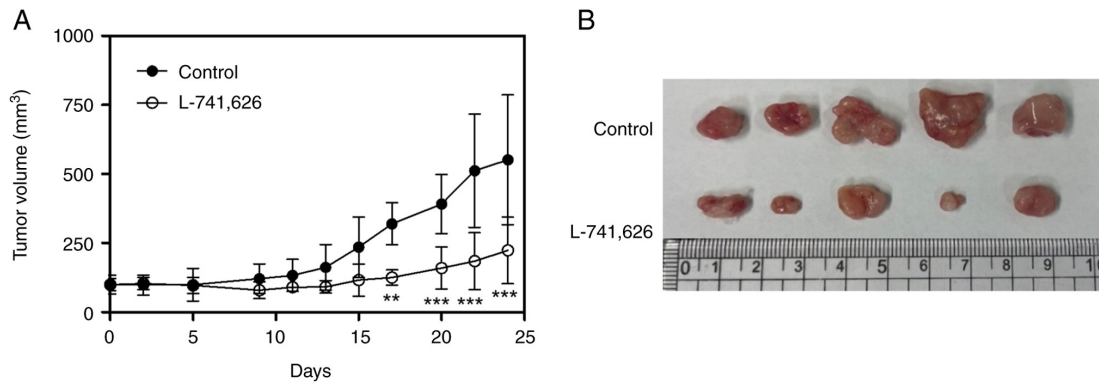 A
1000
750
500
250
0
Tumor volume (mm³)
Control
L-741,626
**
***
***
***
0
5
10
15
20
25
Days
B
Control
L-741,626
0 1 2 3 4 5 6 7 8 9 10